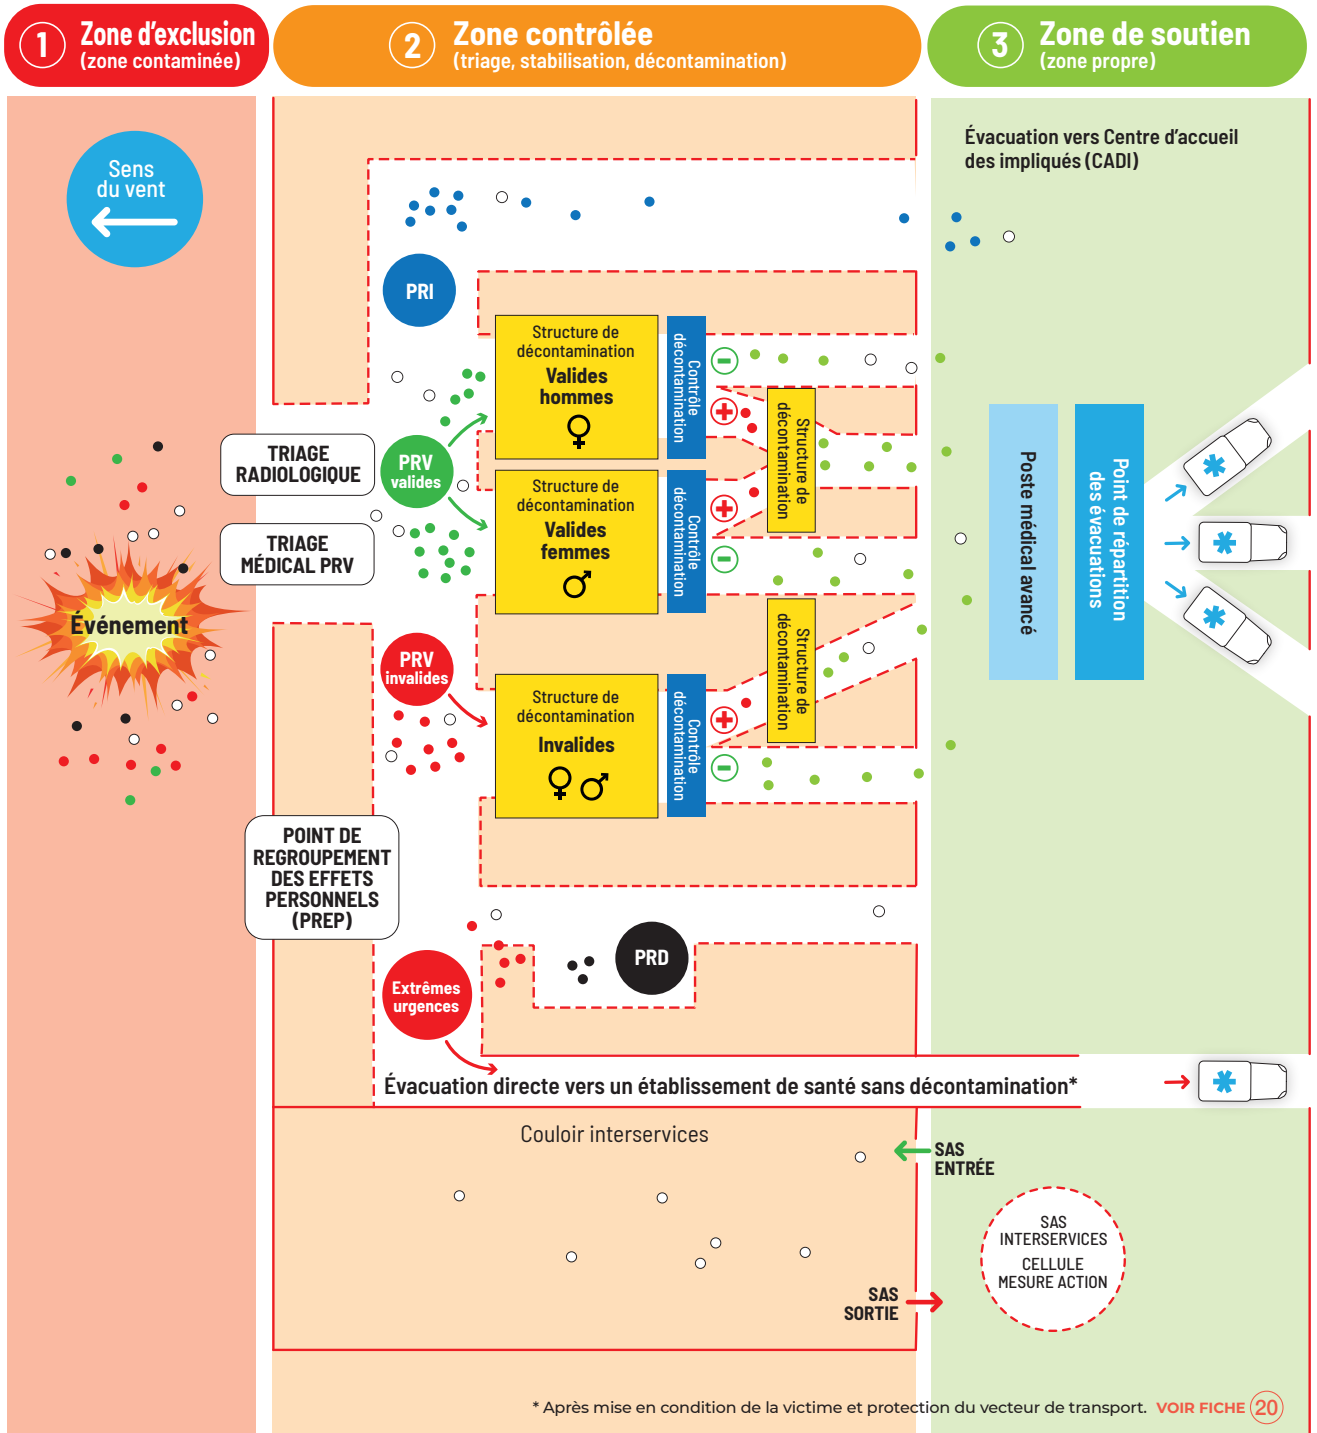 1
Zone d’exclusion
(zone contaminée)
2
Zone contrôlée
(triage, stabilisation, décontamination)
3
Zone de soutien
(zone propre)
Sens
du vent
Évacuation vers Centre d’accueil
des impliqués (CADI)
PRI
Structure de
décontamination
Valides
hommes
Contrôle
décontamination
Structure de
décontamination
TRIAGE
RADIOLOGIQUE
PRV
valides
Structure de
décontamination
Valides
femmes
Contrôle
décontamination
TRIAGE
MÉDICAL PRV
Poste médical avancé
Point de répartition
des évacuations
Événement
PRV
invalides
Structure de
décontamination
Invalides
Contrôle
décontamination
Structure de
décontamination
POINT DE
REGROUPEMENT
DES EFFETS
PERSONNELS
(PREP)
PRD
Extrêmes
urgences
Évacuation directe vers un établissement de santé sans décontamination*
Couloir interservices
SAS
ENTRÉE
SAS
INTERSERVICES
CELLULE
MESURE ACTION
SAS
SORTIE
* Après mise en condition de la victime et protection du vecteur de transport. VOIR FICHE 20